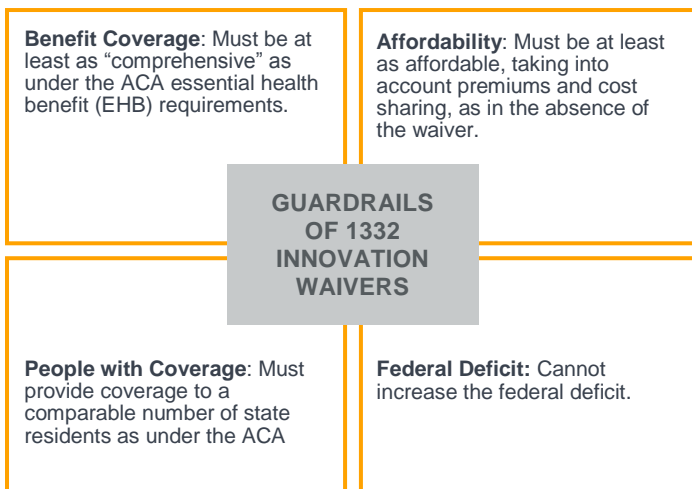 Benefit Coverage: Must be at
least as “comprehensive” as
under the ACA essential health
benefit (EHB) requirements.
Affordability: Must be at least
as affordable, taking into
account premiums and cost
sharing, as in the absence of
the waiver.
GUARDRAILS
OF 1332
INNOVATION
WAIVERS
People with Coverage: Must
provide coverage to a
comparable number of state
residents as under the ACA
Federal Deficit: Cannot
increase the federal deficit.